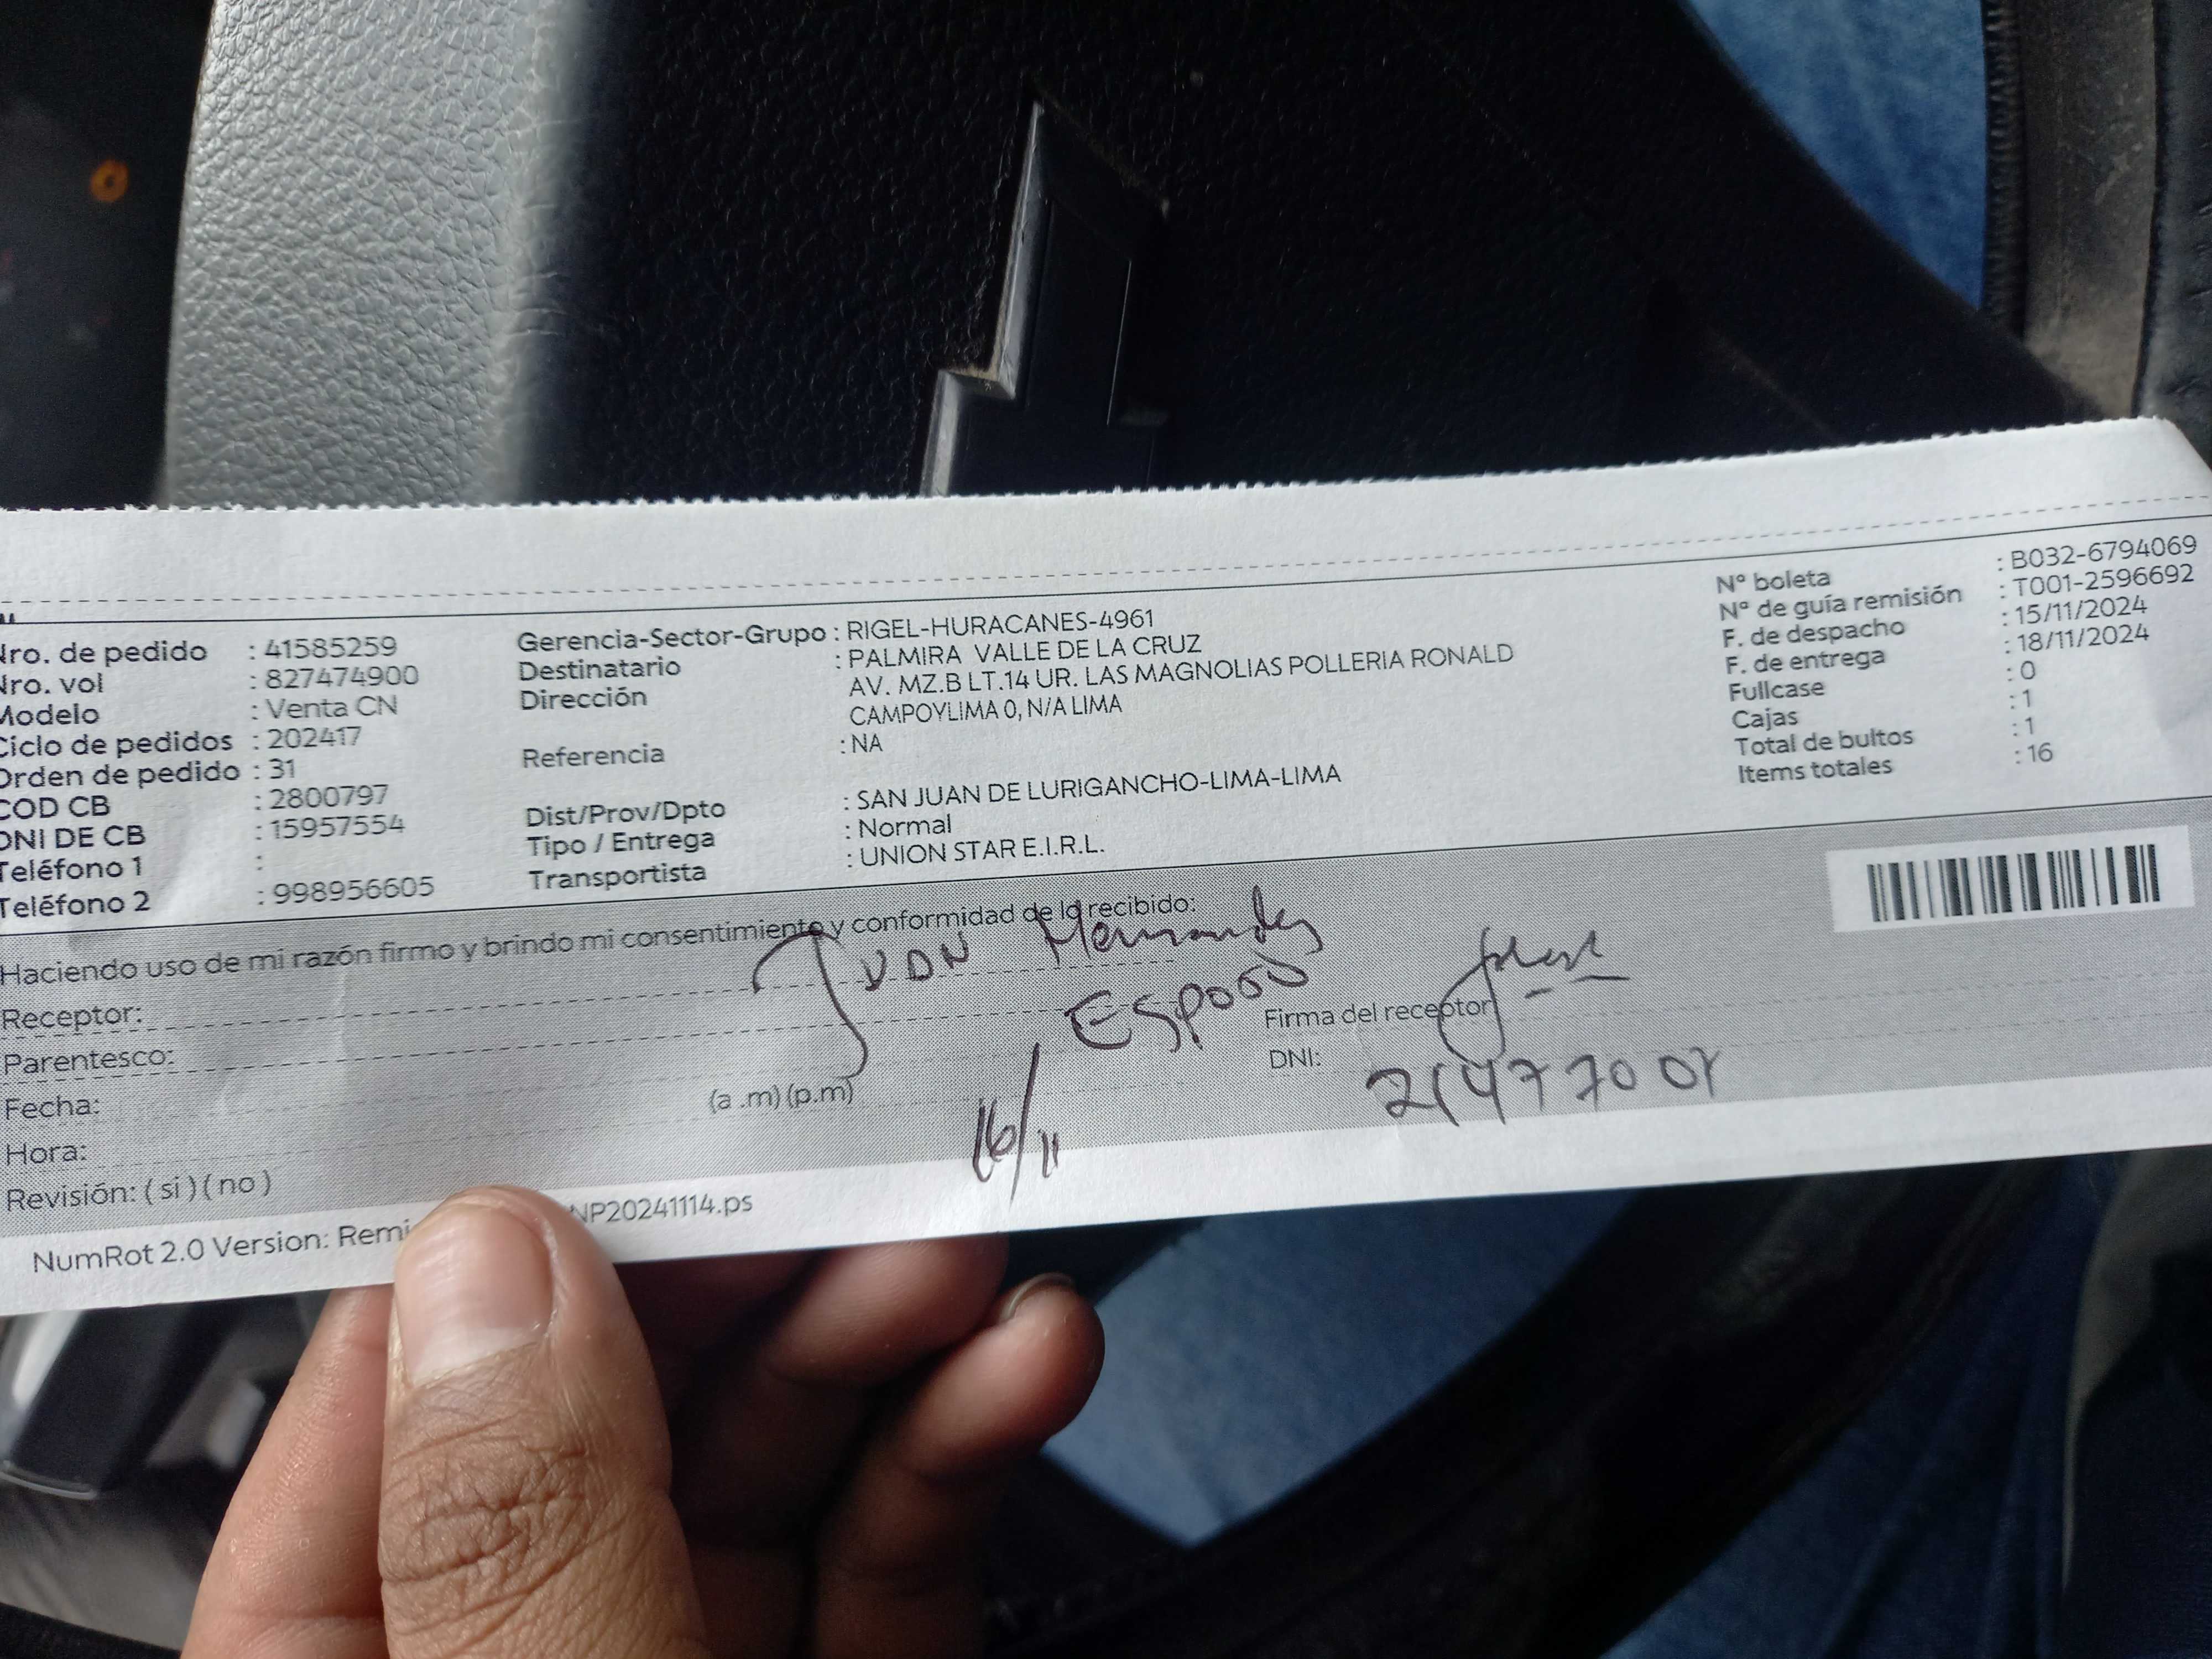 Nro. de pedido : 41585259
Nro. vol : 827474900
Modelo : Venta CN
Ciclo de pedidos : 202417
Orden de pedido : 31
COD CB : 2800797
DNI DE CB : 15957554
Teléfono 1 :
Teléfono 2 : 998956605
Gerencia-Sector-Grupo : RIGEL-HURACANES-4961
Destinatario : PALMIRA VALLE DE LA CRUZ
Dirección AV. MZ.B LT.14 UR. LAS MAGNOLIAS POLLERIA RONALD
CAMPOYLIMA 0, N/A LIMA
Referencia : NA
Dist/Prov/Dpto : SAN JUAN DE LURIGANCHO-LIMA-LIMA
Tipo / Entrega : Normal
Transportista : UNION STAR E.I.R.L.
N° boleta : B032-6794069
N° de guía remisión : T001-2596692
F. de despacho : 15/11/2024
F. de entrega : 18/11/2024
Fullcase : 0
Cajas : 1
Total de bultos : 1
Items totales : 16
Haciendo uso de mi razón firmo y brindo mi consentimiento y conformidad de lo recibido:
Receptor: Hernandez
Parentesco: Esposo
Firma del receptor
Fecha: 16/11
DNI:
Hora: (a .m) (p.m)
Revisión: ( si ) ( no )
NumRot 2.0 Version: Remi NP20241114.ps